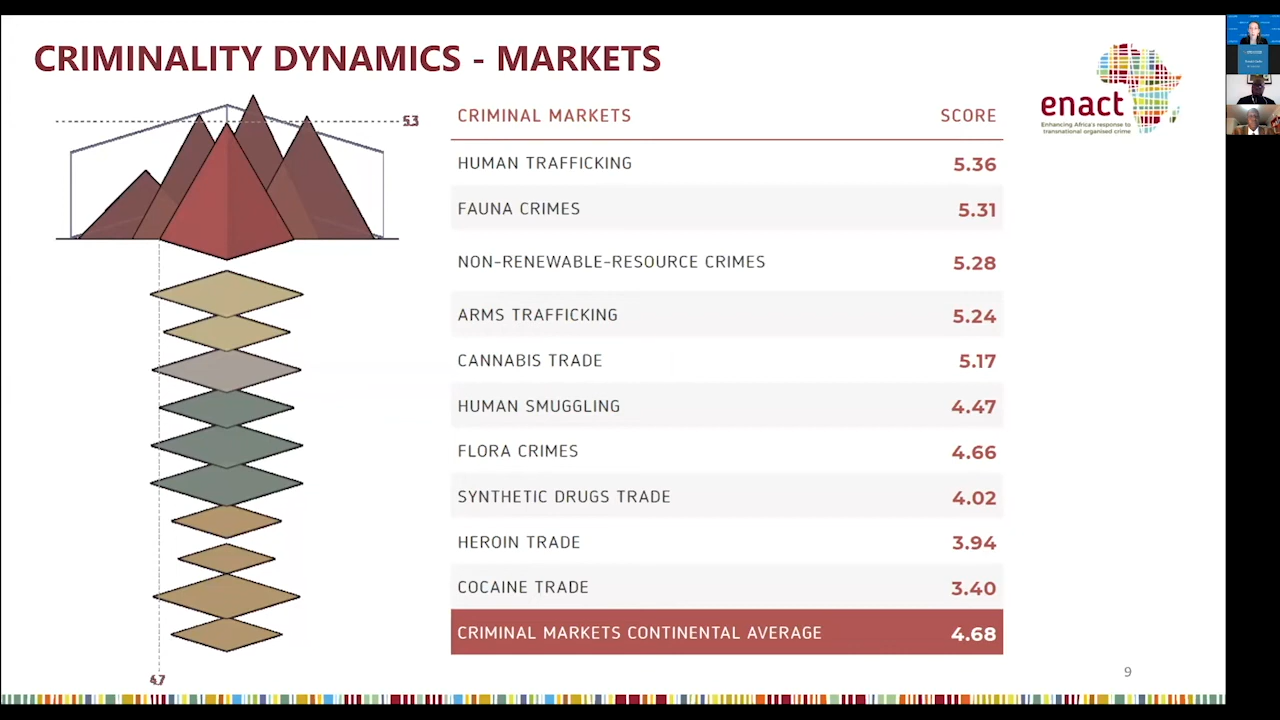 CRIMINALITY DYNAMICS - MARKETS
enact
Enhancing Africa's response to
transnational organised crime
5.3
CRIMINAL MARKETS SCORE
HUMAN TRAFFICKING 5.36
FAUNA CRIMES 5.31
NON-RENEWABLE-RESOURCE CRIMES 5.28
ARMS TRAFFICKING 5.24
CANNABIS TRADE 5.17
HUMAN SMUGGLING 4.47
FLORA CRIMES 4.66
SYNTHETIC DRUGS TRADE 4.02
HEROIN TRADE 3.94
COCAINE TRADE 3.40
CRIMINAL MARKETS CONTINENTAL AVERAGE 4.68
4.7
9